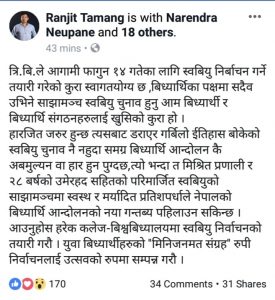 Ranjit Tamang is with Narendra
Neupane and 18 others.
43 mins •
त्रि.बि.ले आगामी फागुन १४ गतेका लागि स्वबियु निर्बाचन गर्ने
तयारी गरेको कुरा स्वागतयोग्य छ ,बिध्यार्थिका पक्षमा सदैव
उभिने साझामञ्च स्वबियु चुनाव हुनु आम बिध्यार्थी र
बिध्यार्थि संगठनहरुलाई खुसिको कुरा हो ।
हारजित जरुर हुन्छ त्यसबाट डराएर गर्बिलो ईतिहास बोकेको
स्वबियु चुनाव नै नहुदा समग्र बिध्यार्थि आन्दोलन कै
अबमुल्यन वा हार हुन पुग्दछ,त्यो भन्दा त मिश्रित प्रणाली र
२८ बर्षको उमेरहद सहितको परिमार्जित स्वबियुको
साझामञ्चमा स्वस्थ र मर्यादित प्रतिशपर्धाले नेपालको
बिध्यार्थि आन्दोलनको नया गन्तब्य पहिलाउन सकिन्छ ।
आउनुहोस हरेक कलेज-बिश्वबिध्यालयमा स्वबियु निर्वाचनको
तयारी गरौ । युवा बिध्यार्थीहरुको "मिनिजनमत संग्रह" रुपी
निर्बाचनलाई उत्सवको रुपमा सम्पन्न गरौ ।
170
34 Comments • 31 Shares